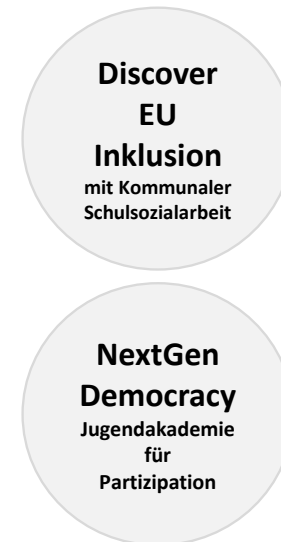 Discover
EU
Inklusion
mit Kommunaler
Schulsozialarbeit
NextGen
Democracy
Jugendakademie
für
Partizipation